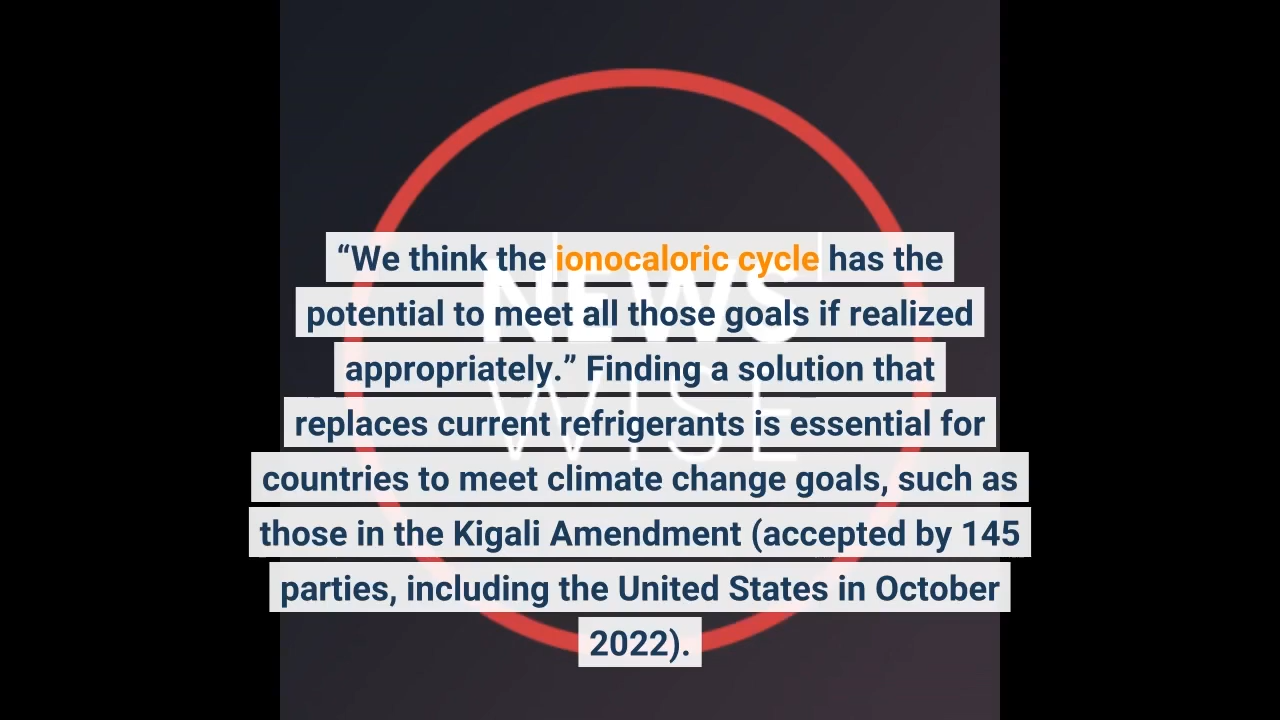 “We think the ionocaloric cycle has the
potential to meet all those goals if realized
appropriately.” Finding a solution that
replaces current refrigerants is essential for
countries to meet climate change goals, such as
those in the Kigali Amendment (accepted by 145
parties, including the United States in October
2022).
NEWS
WISE